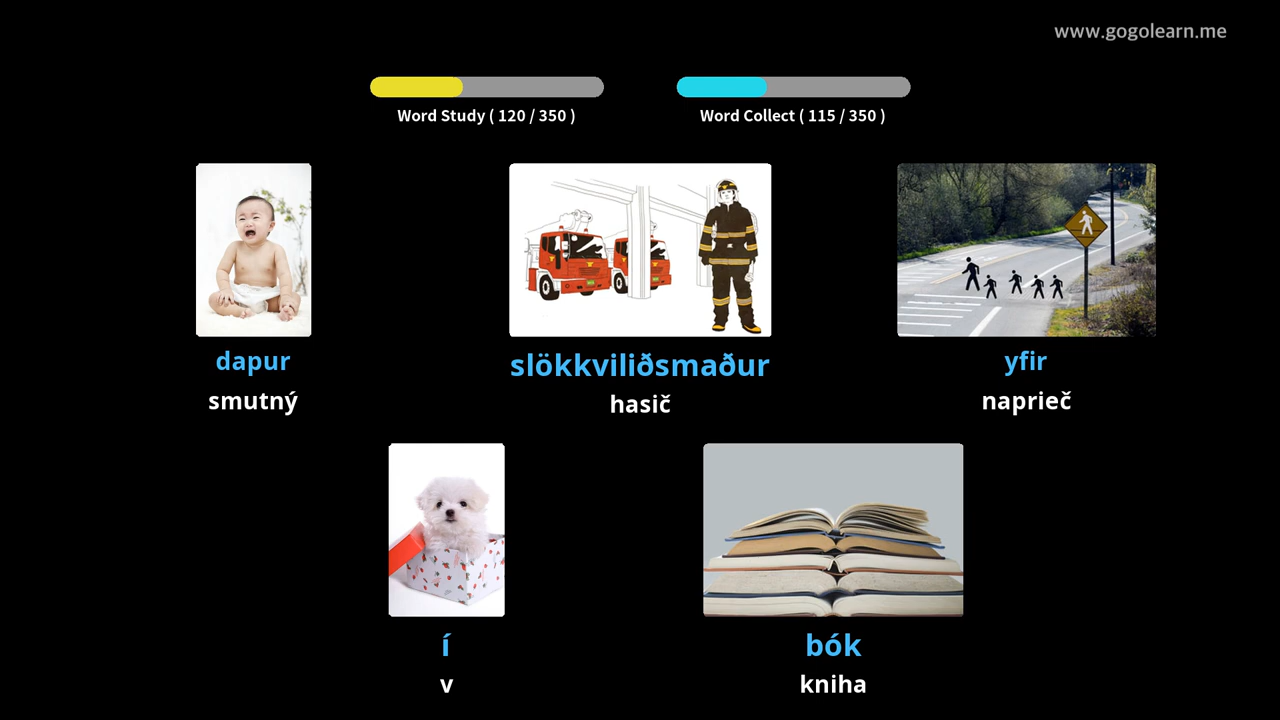 www.gogolearn.me
Word Study ( 120 / 350 )
Word Collect ( 115 / 350 )
dapur
smutný
slökkviliðsmaður
hasič
yfir
naprieč
í
v
bók
kniha